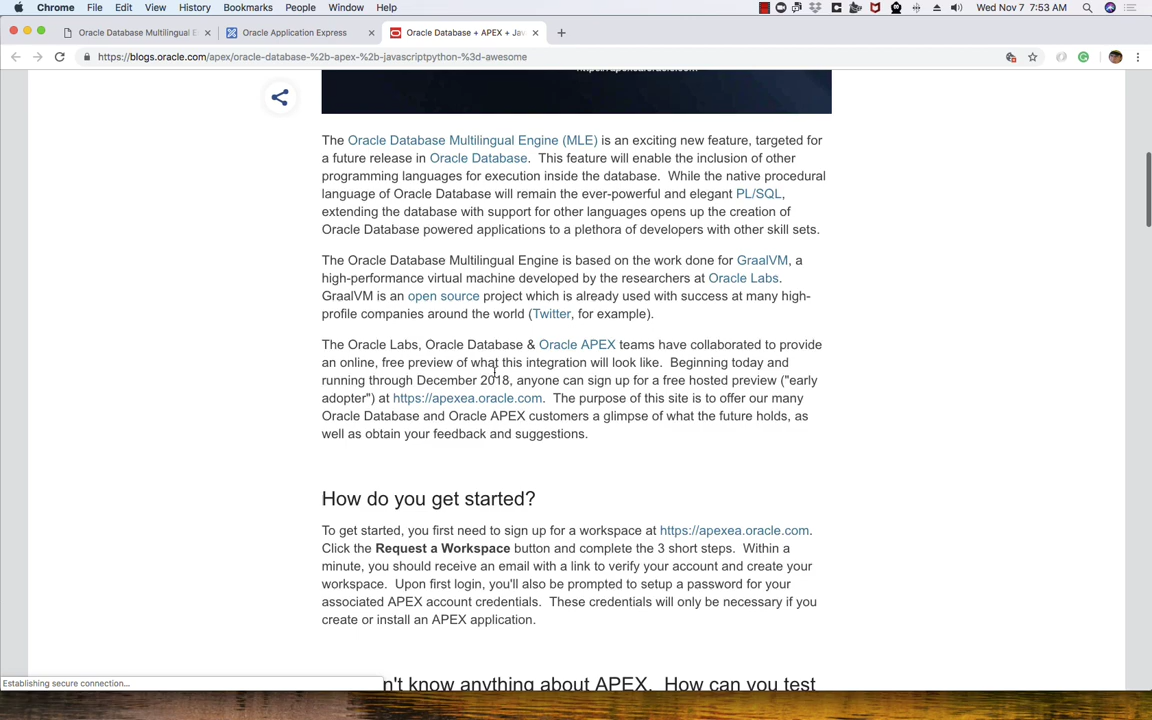 Chrome File Edit View History Bookmarks People Window Help Wed Nov 7 7:53 AM
Oracle Database Multilingual E Oracle Application Express Oracle Database + APEX + Jav
https://blogs.oracle.com/apex/oracle-database-%2b-apex-%2b-javascriptpython-%3d-awesome
The Oracle Database Multilingual Engine (MLE) is an exciting new feature, targeted for
a future release in Oracle Database. This feature will enable the inclusion of other
programming languages for execution inside the database. While the native procedural
language of Oracle Database will remain the ever-powerful and elegant PL/SQL,
extending the database with support for other languages opens up the creation of
Oracle Database powered applications to a plethora of developers with other skill sets.
The Oracle Database Multilingual Engine is based on the work done for GraalVM, a
high-performance virtual machine developed by the researchers at Oracle Labs.
GraalVM is an open source project which is already used with success at many high-
profile companies around the world (Twitter, for example).
The Oracle Labs, Oracle Database & Oracle APEX teams have collaborated to provide
an online, free preview of what this integration will look like. Beginning today and
running through December 2018, anyone can sign up for a free hosted preview ("early
adopter") at https://apexea.oracle.com. The purpose of this site is to offer our many
Oracle Database and Oracle APEX customers a glimpse of what the future holds, as
well as obtain your feedback and suggestions.
How do you get started?
To get started, you first need to sign up for a workspace at https://apexea.oracle.com.
Click the Request a Workspace button and complete the 3 short steps. Within a
minute, you should receive an email with a link to verify your account and create your
workspace. Upon first login, you'll also be prompted to setup a password for your
associated APEX account credentials. These credentials will only be necessary if you
create or install an APEX application.
n't know anything about APEX. How can you test
Establishing secure connection...